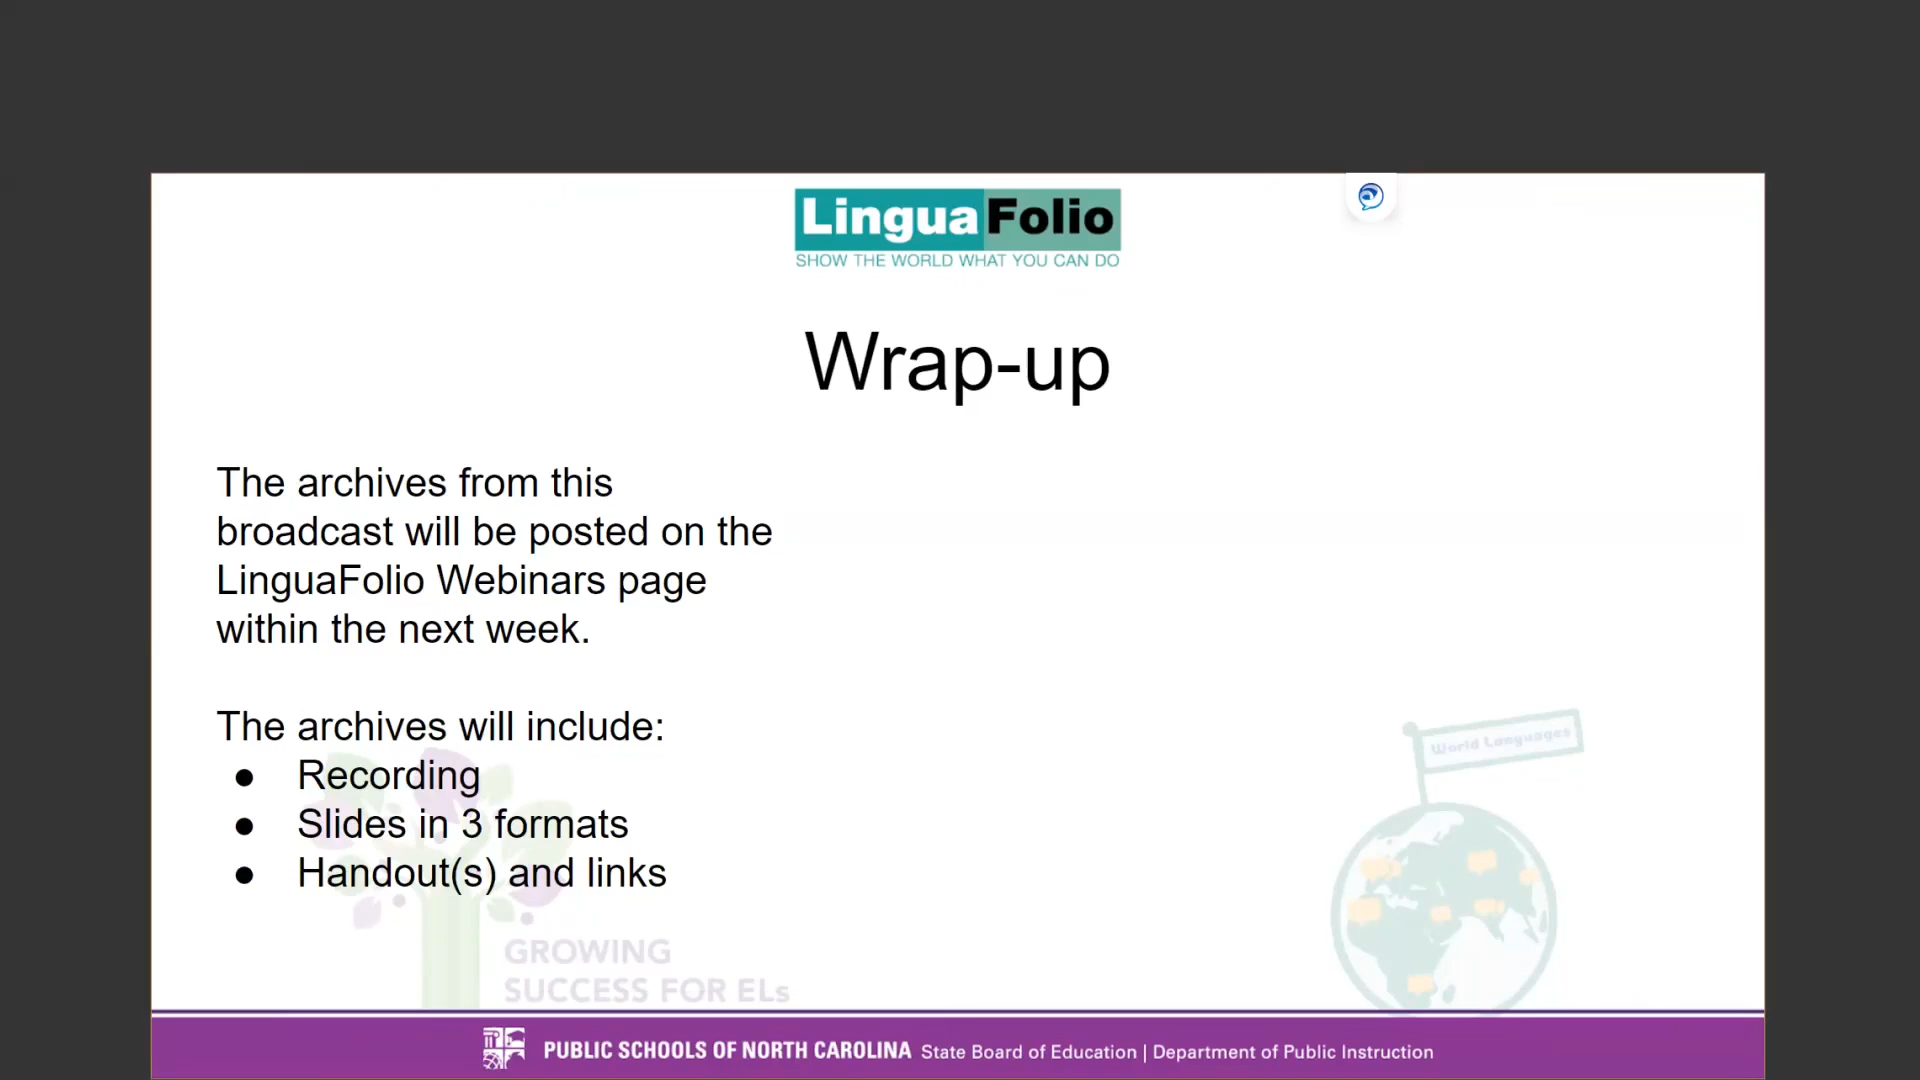 LinguaFolio
SHOW THE WORLD WHAT YOU CAN DO
Wrap-up
The archives from this
broadcast will be posted on the
LinguaFolio Webinars page
within the next week.
The archives will include:
● Recording
● Slides in 3 formats
● Handout(s) and links
World Languages
GROWING
SUCCESS FOR ELs
PUBLIC SCHOOLS OF NORTH CAROLINA State Board of Education | Department of Public Instruction